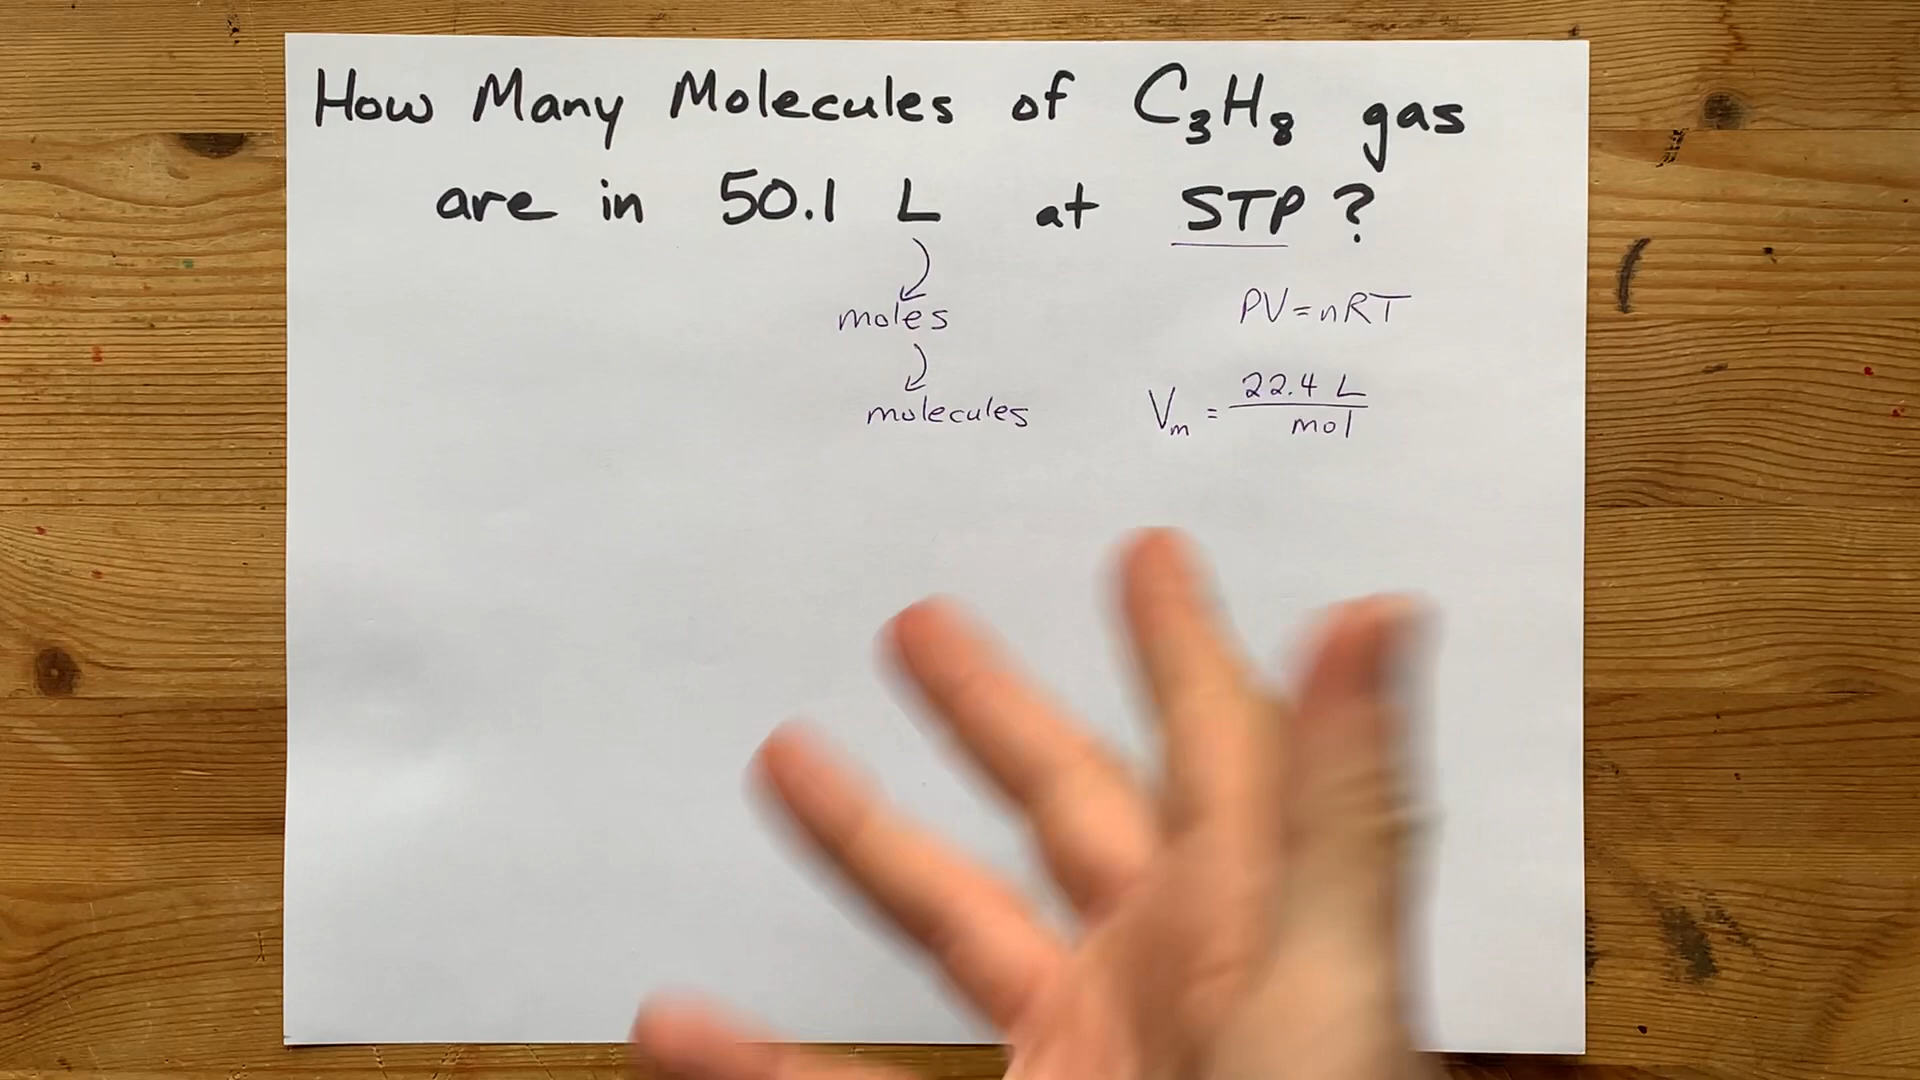 How Many Molecules of C₃H₈ gas
are in 50.1 L at STP?
moles
molecules
PV=nRT
Vₘ = 22.4 L / mol